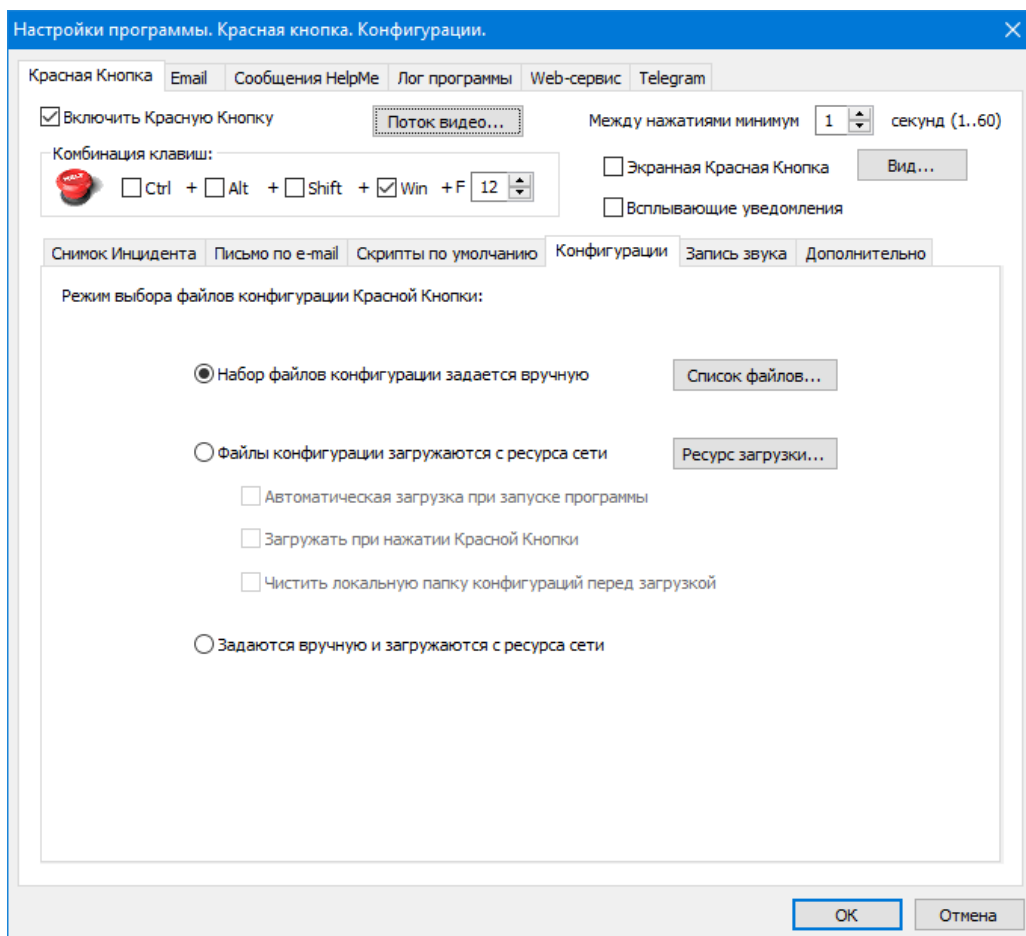 Настройки программы. Красная кнопка. Конфигурации.
Красная Кнопка Email Сообщения HelpMe Лог программы Web-сервис Telegram
Включить Красную Кнопку Поток видео... Между нажатиями минимум 1 секунд (1..60)
Комбинация клавиш:
Экранная Красная Кнопка Вид...
HELP Ctrl + Alt + Shift + Win + F 12
Всплывающие уведомления
Снимок Инцидента Письмо по e-mail Скрипты по умолчанию Конфигурации Запись звука Дополнительно
Режим выбора файлов конфигурации Красной Кнопки:
Набор файлов конфигурации задается вручную Список файлов...
Файлы конфигурации загружаются с ресурса сети Ресурс загрузки...
Автоматическая загрузка при запуске программы
Загружать при нажатии Красной Кнопки
Чистить локальную папку конфигураций перед загрузкой
Задаются вручную и загружаются с ресурса сети
ОК Отмена